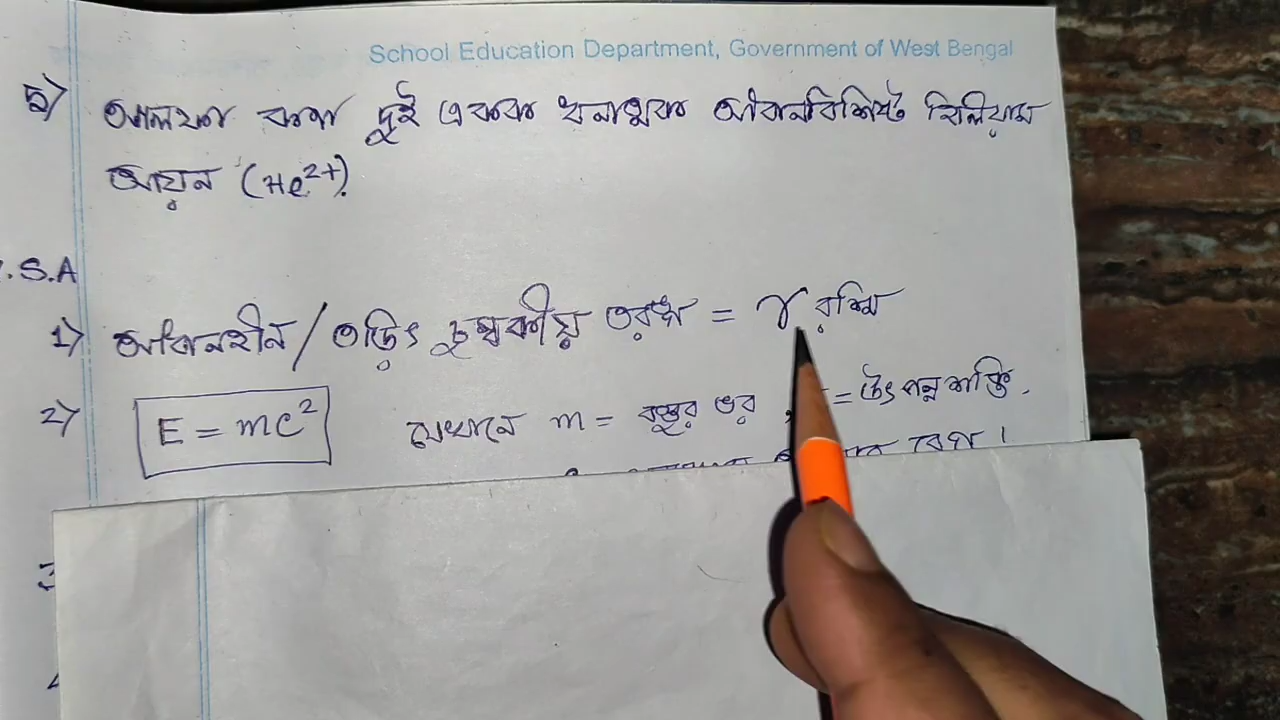 School Education Department, Government of West Bengal
5) আলফা কণা দুই একক ধনাত্মক আধানবিশিষ্ট হিলিয়াম
আয়ন (He²⁺).
.S.A
1) আধানহীন / তড়িৎ চুম্বকীয় তরঙ্গ = γ রশ্মি
2) E = mc² যেখানে m = বস্তুর ভর = উৎপন্ন শক্তি.
বেগ।